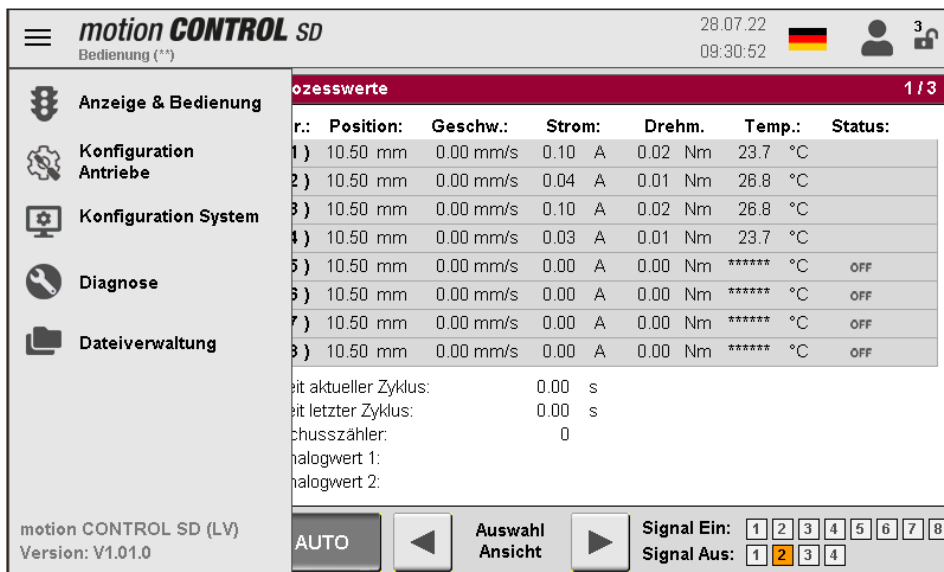 motion CONTROL SD
Bedienung (**)
28.07.22
09:30:52
3
Anzeige & Bedienung
Konfiguration
Antriebe
Konfiguration System
Diagnose
Dateiverwaltung
motion CONTROL SD (LV)
Version: V1.01.0
ozesswerte 1/3
r.: Position: Geschw.: Strom: Drehm. Temp.: Status:
1) 10.50 mm 0.00 mm/s 0.10 A 0.02 Nm 23.7 °C
2) 10.50 mm 0.00 mm/s 0.04 A 0.01 Nm 26.8 °C
3) 10.50 mm 0.00 mm/s 0.10 A 0.02 Nm 26.8 °C
4) 10.50 mm 0.00 mm/s 0.03 A 0.01 Nm 23.7 °C
5) 10.50 mm 0.00 mm/s 0.00 A 0.00 Nm ****** °C OFF
6) 10.50 mm 0.00 mm/s 0.00 A 0.00 Nm ****** °C OFF
7) 10.50 mm 0.00 mm/s 0.00 A 0.00 Nm ****** °C OFF
8) 10.50 mm 0.00 mm/s 0.00 A 0.00 Nm ****** °C OFF
eit aktueller Zyklus: 0.00 s
eit letzter Zyklus: 0.00 s
chusszähler: 0
nalogwert 1:
nalogwert 2:
AUTO
Auswahl
Ansicht
Signal Ein: 1 2 3 4 5 6 7 8
Signal Aus: 1 2 3 4